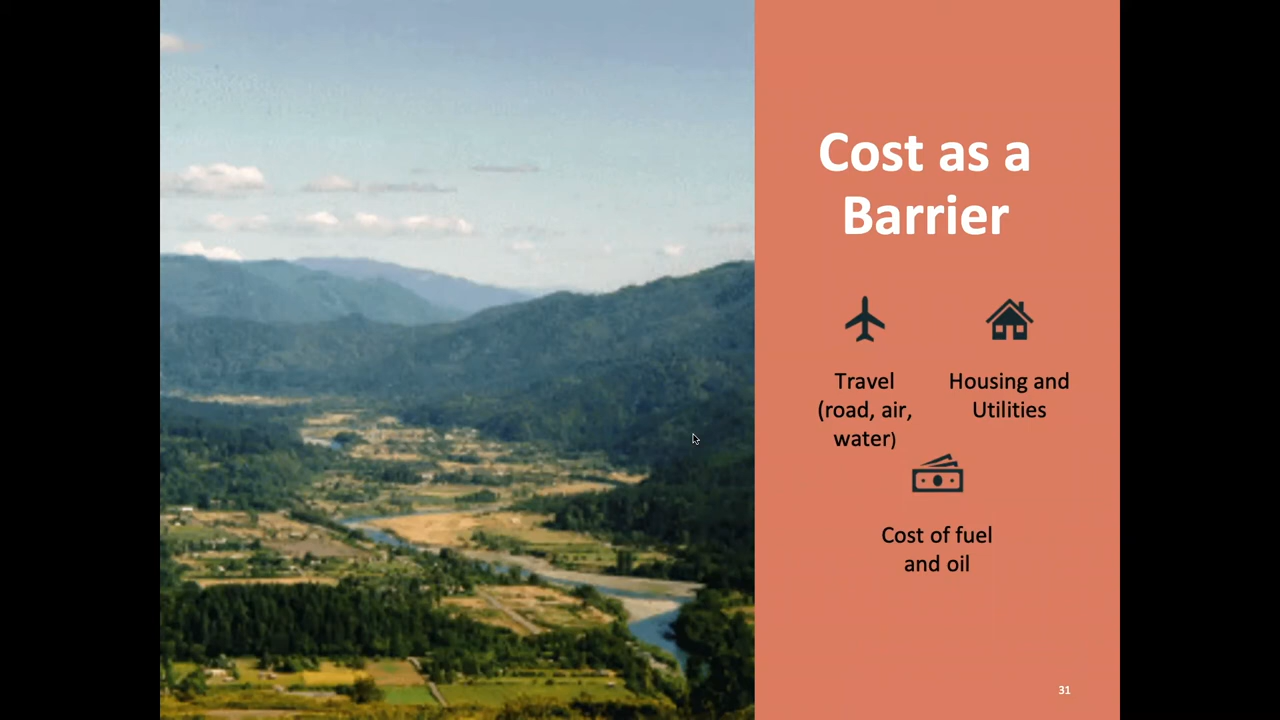 Cost as a
Barrier
Travel
(road, air,
water)
Housing and
Utilities
Cost of fuel
and oil
31